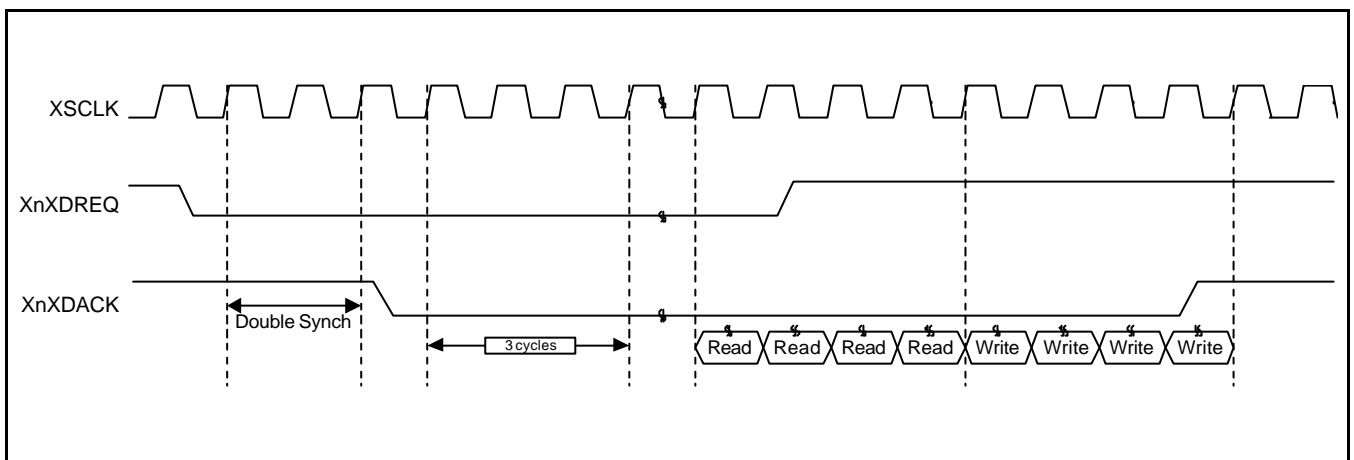 XSCLK
XnXDREQ
XnXDACK
Double Synch
3 cycles
Read Read Read Read Write Write Write Write